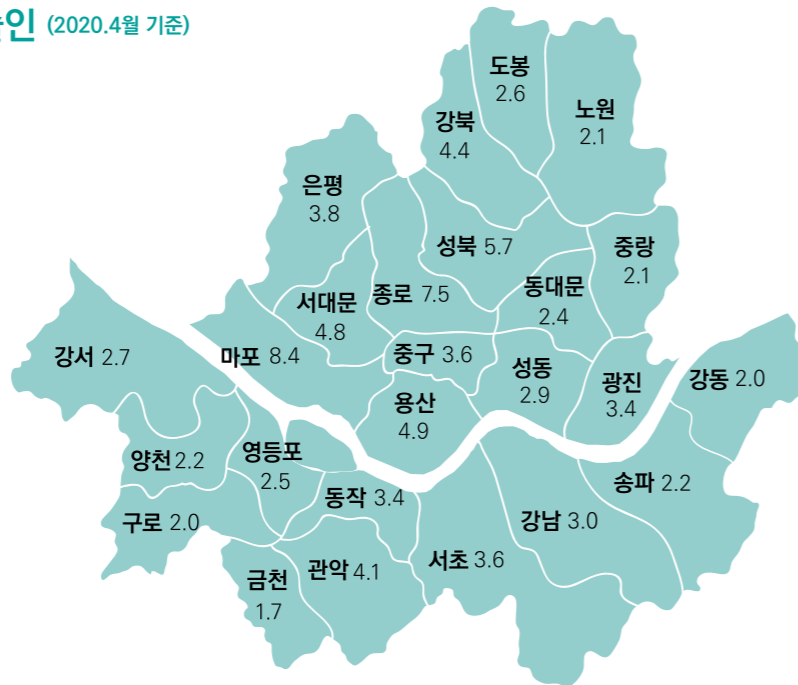 인 (2020.4월 기준)
도봉
2.6
노원
2.1
강북
4.4
은평
3.8
성북 5.7
중랑
2.1
동대문
2.4
종로 7.5
서대문
4.8
중구 3.6
마포 8.4
강서 2.7
성동
2.9
광진
3.4
강동 2.0
용산
4.9
양천 2.2
영등포
2.5
송파 2.2
동작 3.4
구로 2.0
강남 3.0
서초 3.6
관악 4.1
금천
1.7